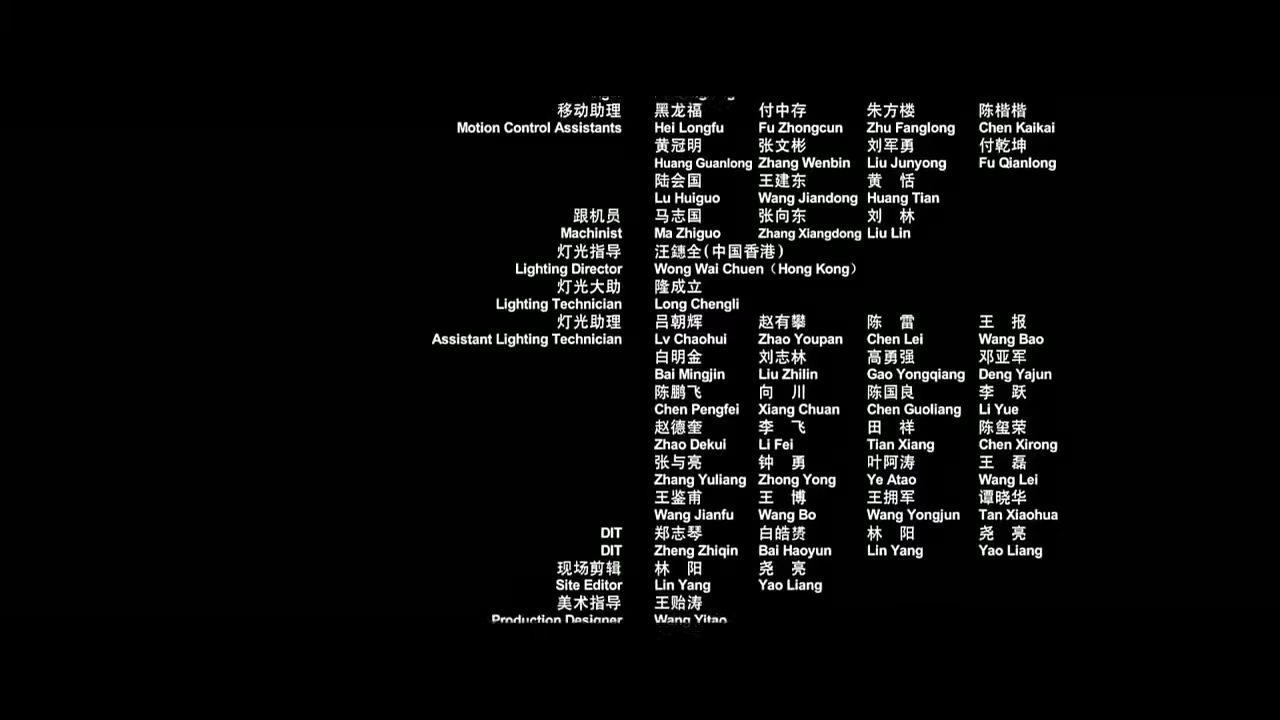 移动助理 黑龙福 付中存 朱方楼 陈楷楷
Motion Control Assistants Hei Longfu Fu Zhongcun Zhu Fanglong Chen Kaikai
黄冠明 张文彬 刘军勇 付乾坤
Huang Guanlong Zhang Wenbin Liu Junyong Fu Qianlong
陆会国 王建东 黄 恬
Lu Huiguo Wang Jiandong Huang Tian
跟机员 马志国 张向东 刘 林
Machinist Ma Zhiguo Zhang Xiangdong Liu Lin
灯光指导 汪鏸全(中国香港)
Lighting Director Wong Wai Chuen（Hong Kong）
灯光大助 隆成立
Lighting Technician Long Chengli
灯光助理 吕朝辉 赵有攀 陈 雷 王 报
Assistant Lighting Technician Lv Chaohui Zhao Youpan Chen Lei Wang Bao
白明金 刘志林 高勇强 邓亚军
Bai Mingjin Liu Zhilin Gao Yongqiang Deng Yajun
陈鹏飞 向 川 陈国良 李 跃
Chen Pengfei Xiang Chuan Chen Guoliang Li Yue
赵德奎 李 飞 田 祥 陈玺荣
Zhao Dekui Li Fei Tian Xiang Chen Xirong
张与亮 钟 勇 叶阿涛 王 磊
Zhang Yuliang Zhong Yong Ye Atao Wang Lei
王鉴甫 王 博 王拥军 谭晓华
Wang Jianfu Wang Bo Wang Yongjun Tan Xiaohua
DIT 郑志琴 白皓 林 阳 尧 亮
DIT Zheng Zhiqin Bai Haoyun Lin Yang Yao Liang
现场剪辑 林 阳 尧 亮
Site Editor Lin Yang Yao Liang
美术指导 王贻涛
Production Designer Wang Yitao